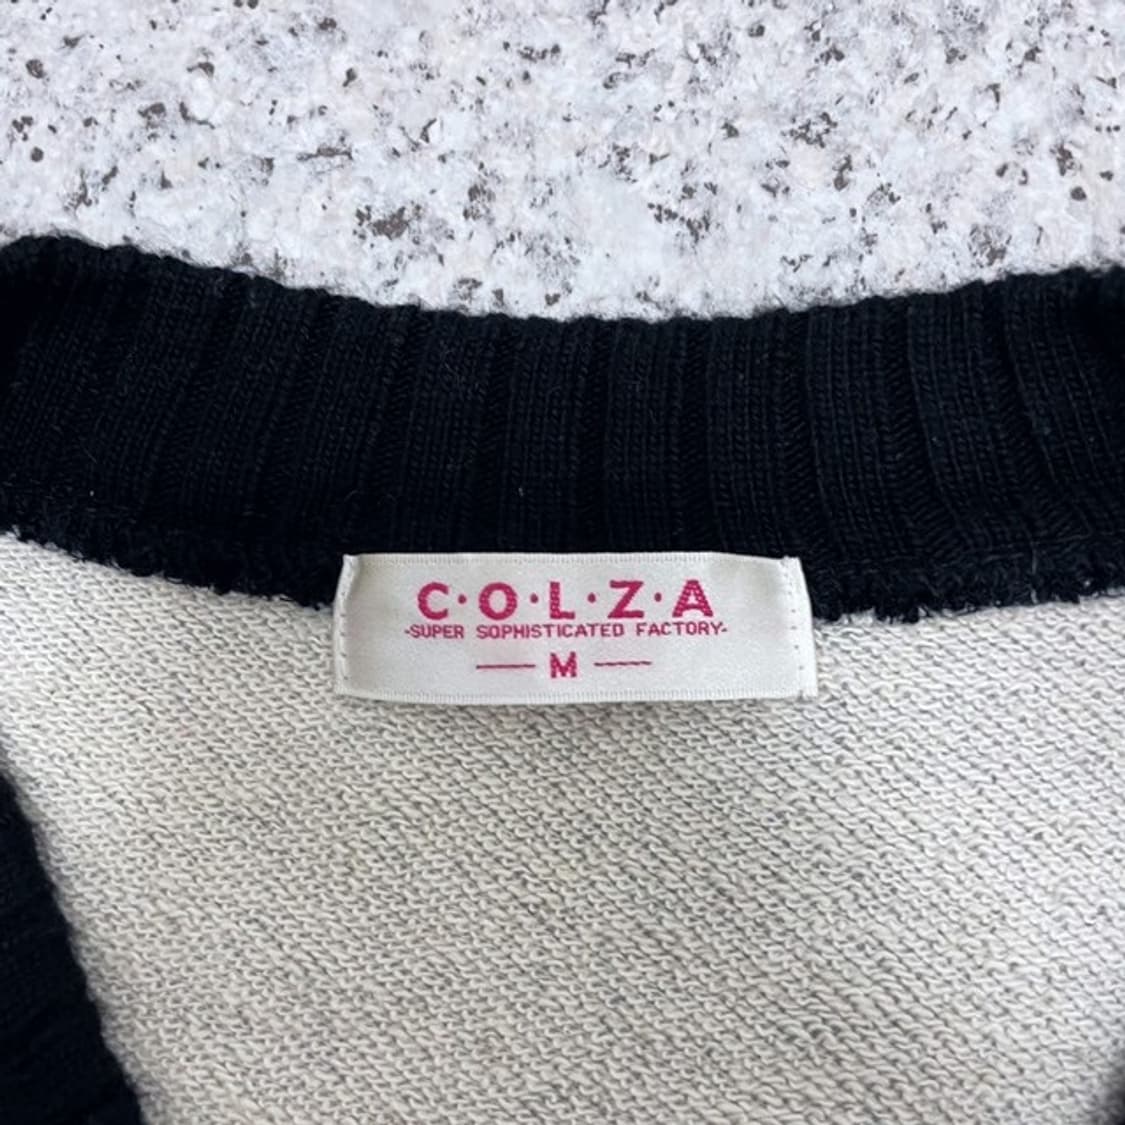 C·O·L·Z·A
-SUPER SOPHISTICATED FACTORY-
— M —